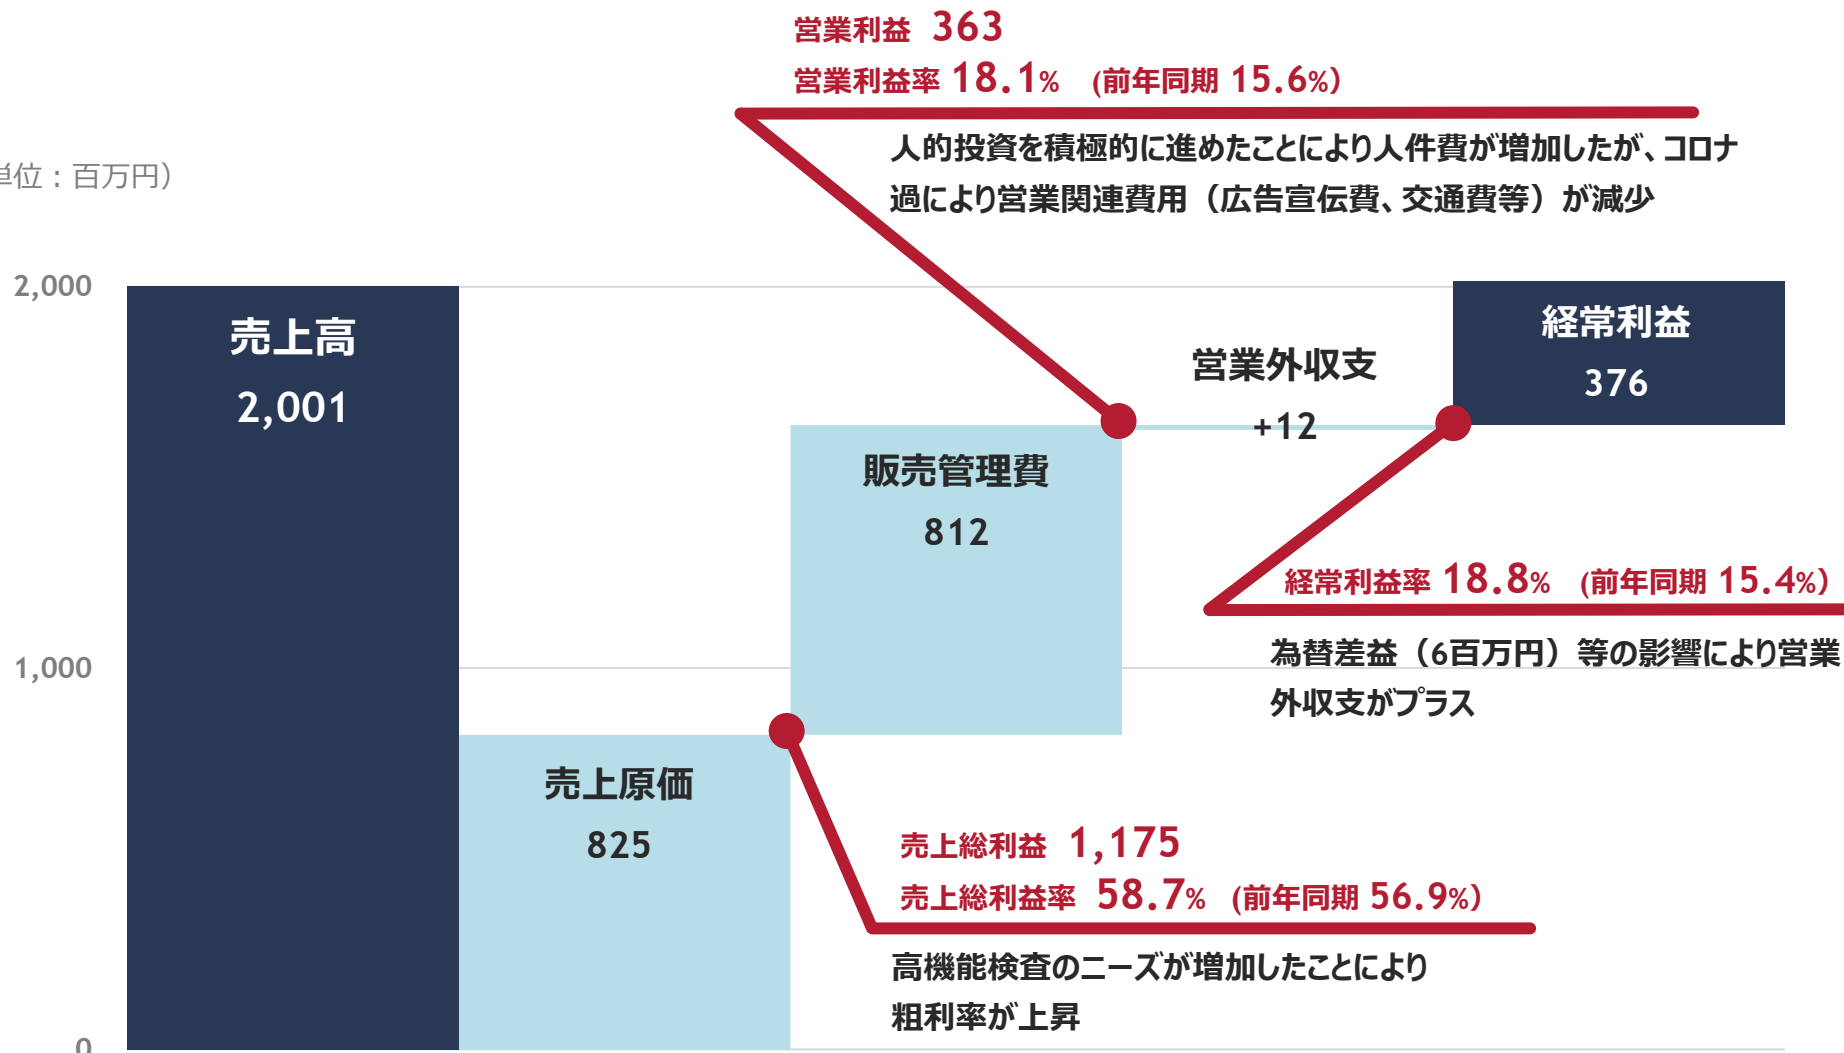 営業利益 363
営業利益率 18.1% (前年同期 15.6%)
人的投資を積極的に進めたことにより人件費が増加したが、コロナ
過により営業関連費用（広告宣伝費、交通費等）が減少
単位：百万円）
2,000
売上高
2,001
経常利益
376
営業外収支
+12
販売管理費
812
経常利益率 18.8% (前年同期 15.4%)
為替差益（6百万円）等の影響により営業
外収支がプラス
1,000
売上原価
825
売上総利益 1,175
売上総利益率 58.7% (前年同期 56.9%)
高機能検査のニーズが増加したことにより
粗利率が上昇
0